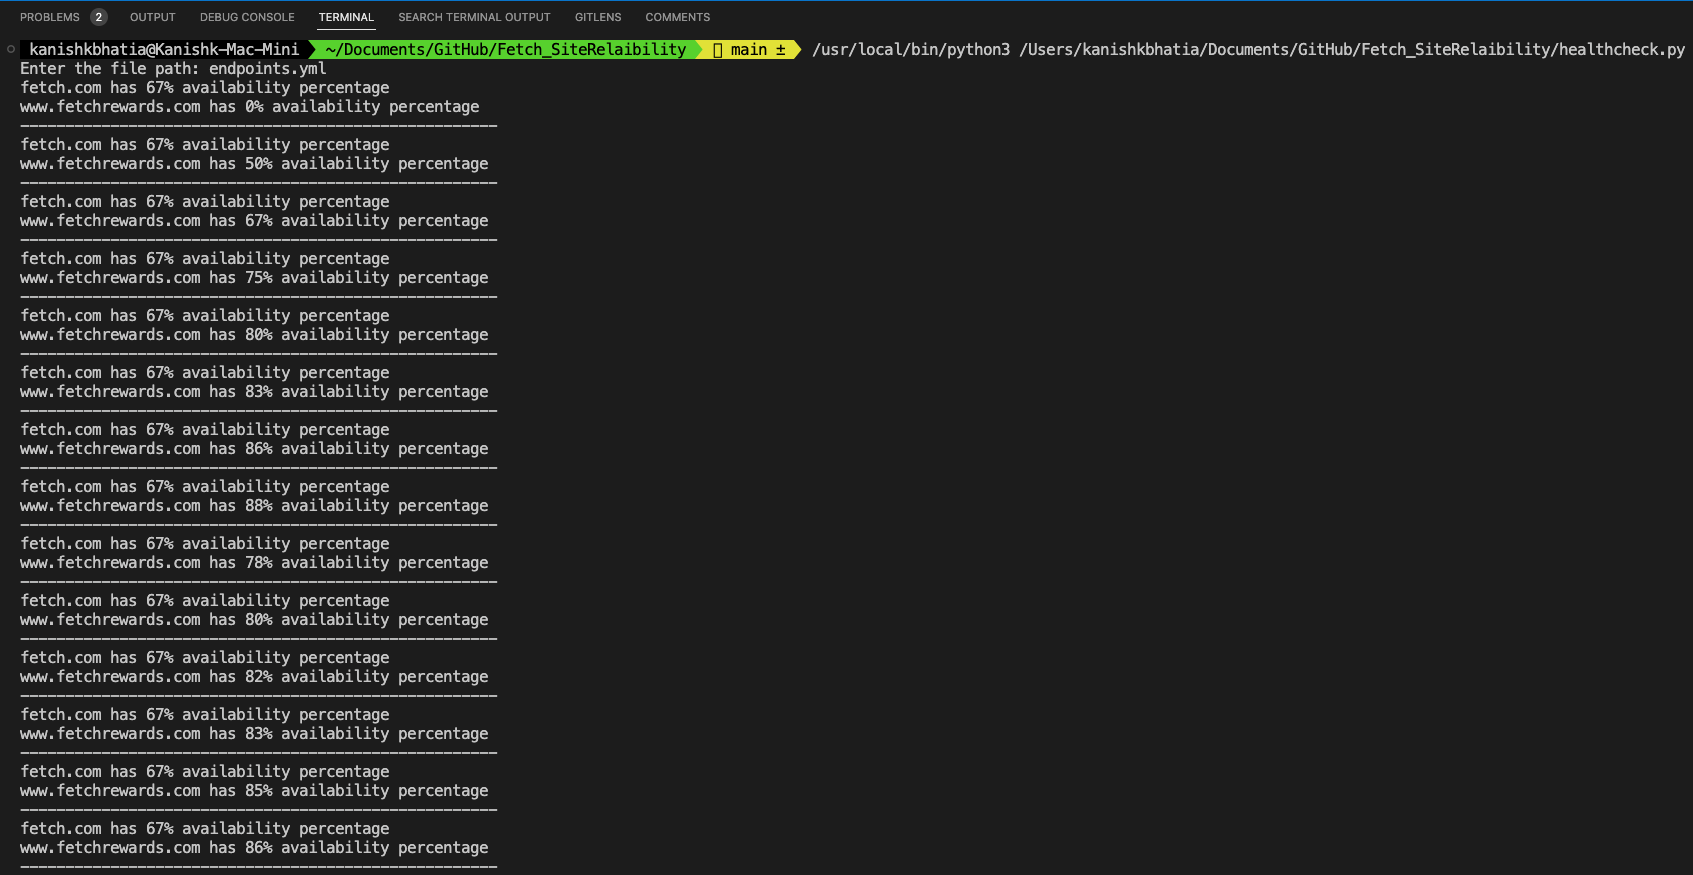 PROBLEMS 2 OUTPUT DEBUG CONSOLE TERMINAL SEARCH TERMINAL OUTPUT GITLENS COMMENTS
kanishkbhatia@Kanishk-Mac-Mini ~/Documents/GitHub/Fetch_SiteRelaibility main ± /usr/local/bin/python3 /Users/kanishkbhatia/Documents/GitHub/Fetch_SiteRelaibility/healthcheck.py
Enter the file path: endpoints.yml
fetch.com has 67% availability percentage
www.fetchrewards.com has 0% availability percentage
-----------------------------------------------------
fetch.com has 67% availability percentage
www.fetchrewards.com has 50% availability percentage
-----------------------------------------------------
fetch.com has 67% availability percentage
www.fetchrewards.com has 67% availability percentage
-----------------------------------------------------
fetch.com has 67% availability percentage
www.fetchrewards.com has 75% availability percentage
-----------------------------------------------------
fetch.com has 67% availability percentage
www.fetchrewards.com has 80% availability percentage
-----------------------------------------------------
fetch.com has 67% availability percentage
www.fetchrewards.com has 83% availability percentage
-----------------------------------------------------
fetch.com has 67% availability percentage
www.fetchrewards.com has 86% availability percentage
-----------------------------------------------------
fetch.com has 67% availability percentage
www.fetchrewards.com has 88% availability percentage
-----------------------------------------------------
fetch.com has 67% availability percentage
www.fetchrewards.com has 78% availability percentage
-----------------------------------------------------
fetch.com has 67% availability percentage
www.fetchrewards.com has 80% availability percentage
-----------------------------------------------------
fetch.com has 67% availability percentage
www.fetchrewards.com has 82% availability percentage
-----------------------------------------------------
fetch.com has 67% availability percentage
www.fetchrewards.com has 83% availability percentage
-----------------------------------------------------
fetch.com has 67% availability percentage
www.fetchrewards.com has 85% availability percentage
-----------------------------------------------------
fetch.com has 67% availability percentage
www.fetchrewards.com has 86% availability percentage
-----------------------------------------------------